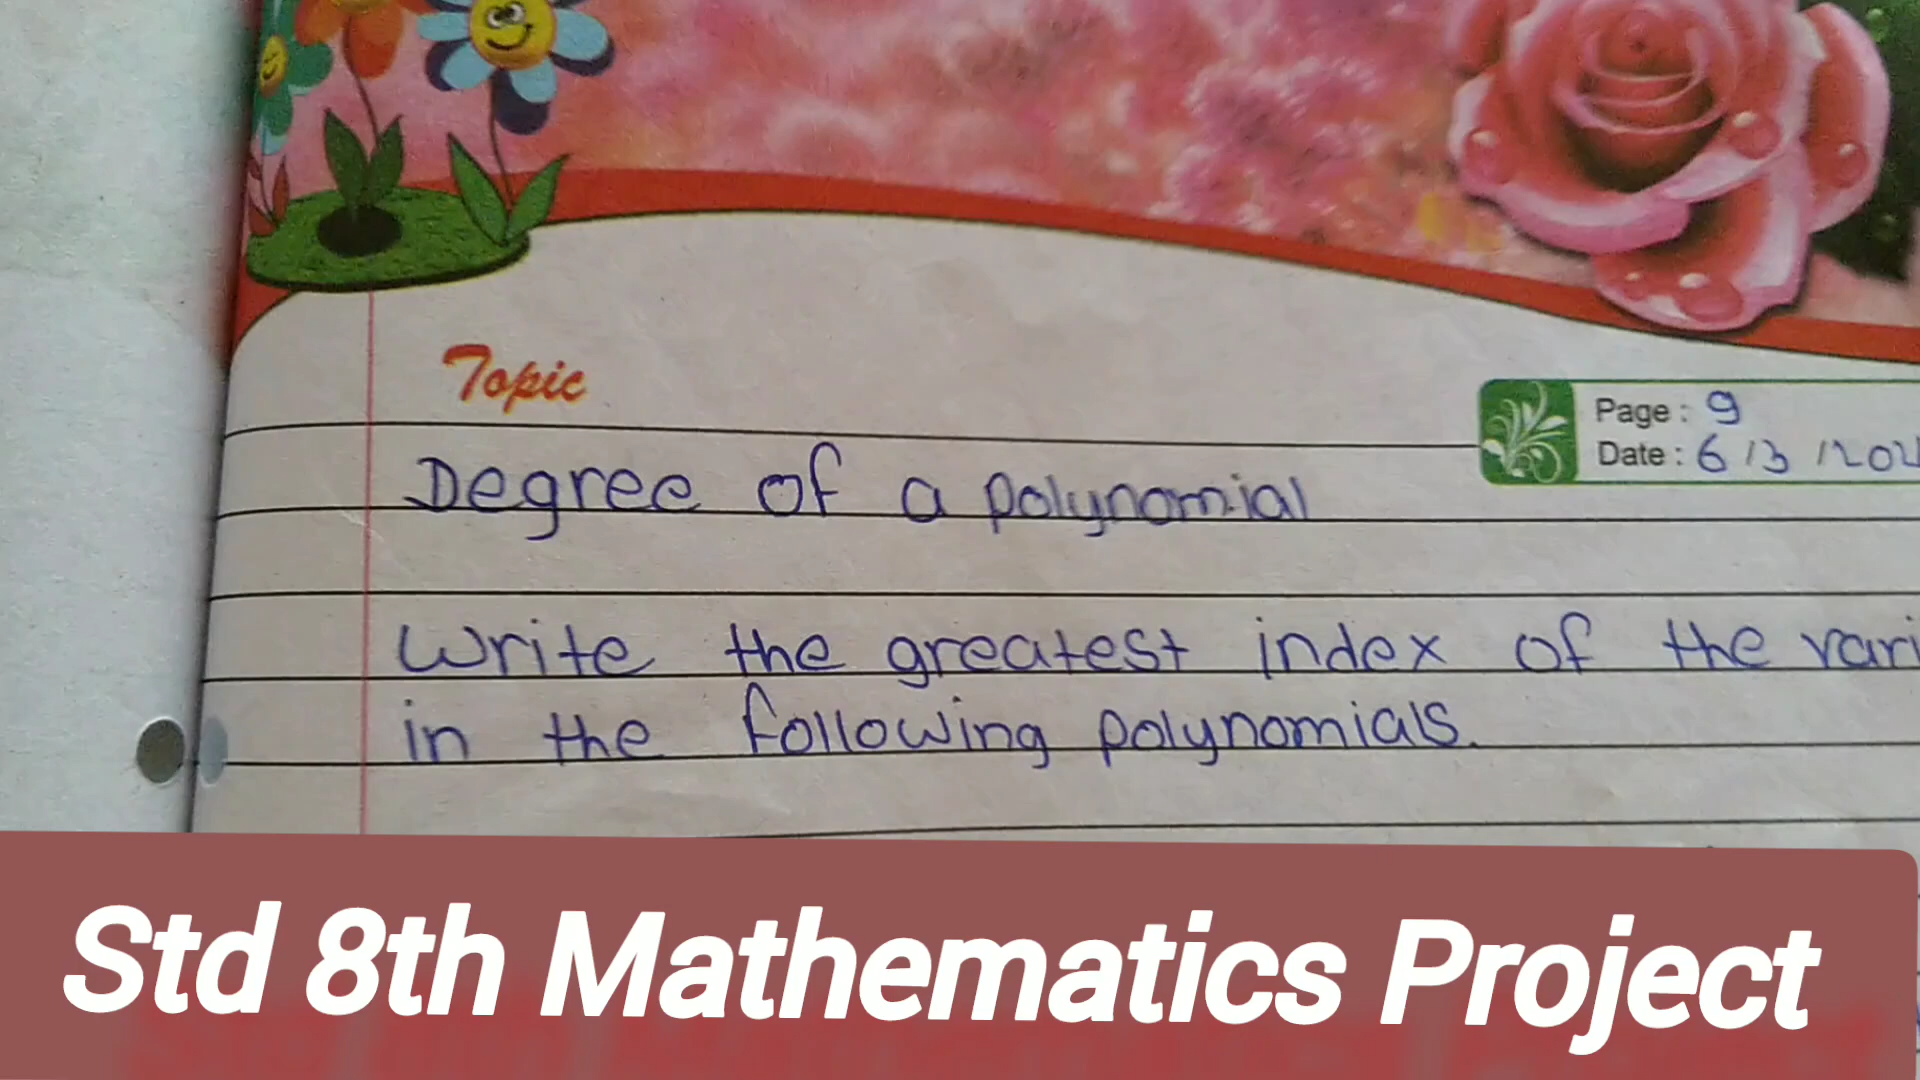 Topic
Page : 9
Date : 6/3/202
Degree of a polynomial
Write the greatest index of the vari
in the following polynomials.
Std 8th Mathematics Project